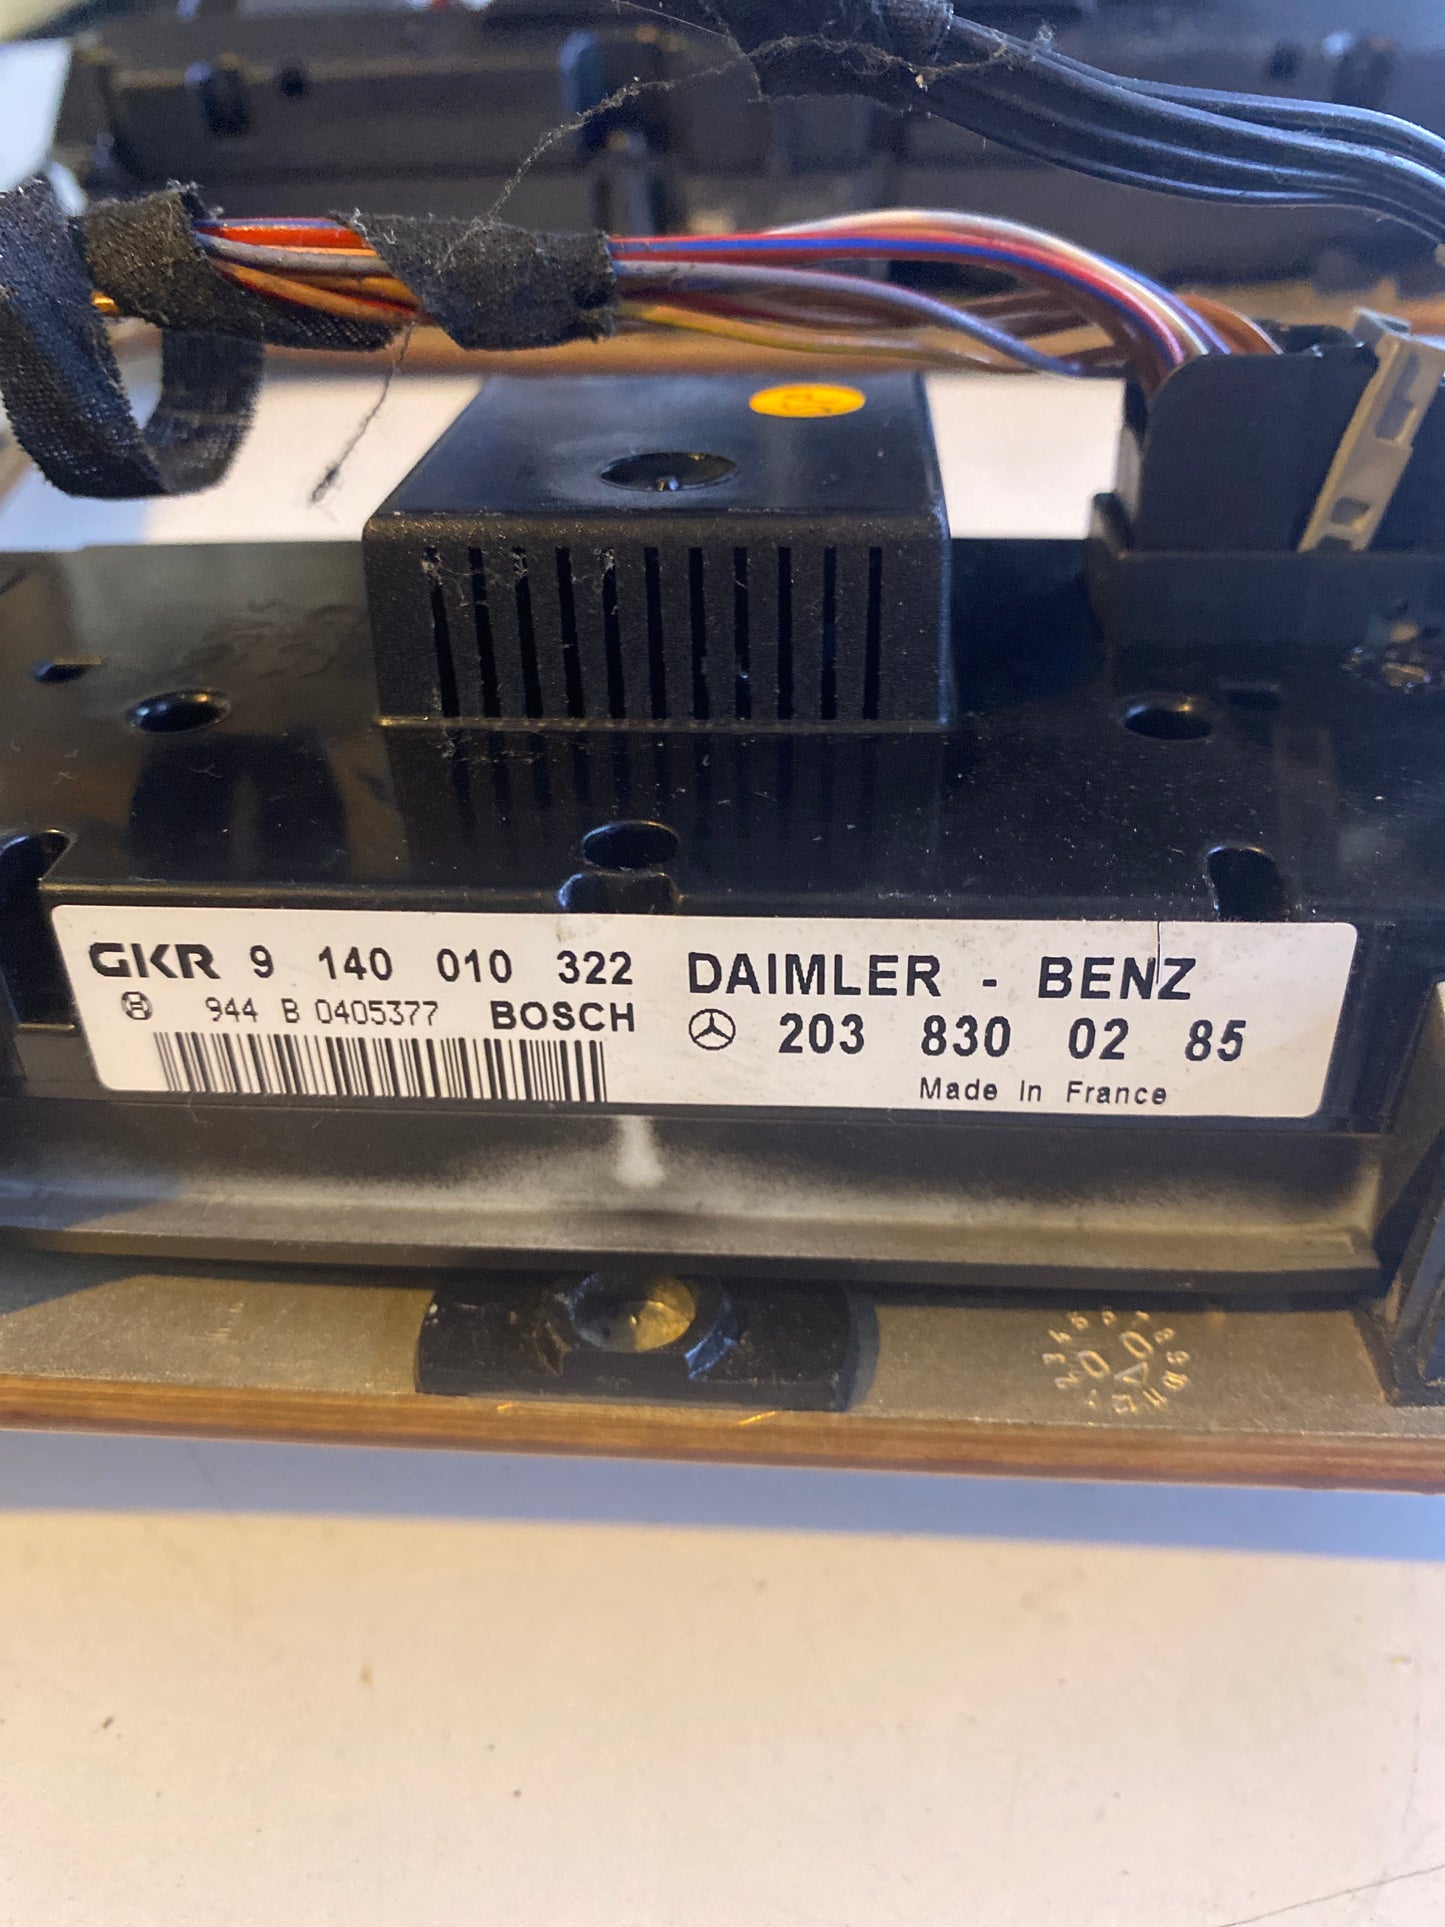 GKR 9 140 010 322
944 B 0405377 BOSCH
DAIMLER - BENZ
203 830 02 85
Made in France